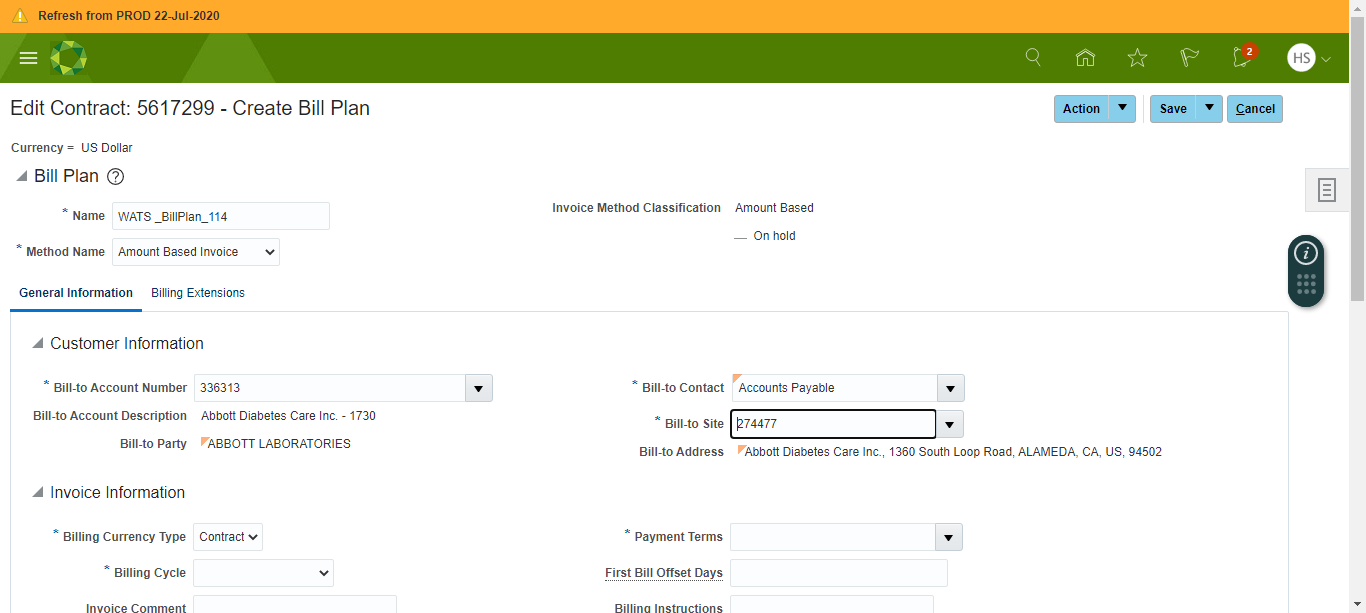 Refresh from PROD 22-Jul-2020
2
HS
Edit Contract: 5617299 - Create Bill Plan
Action
Save
Cancel
Currency = US Dollar
Bill Plan ?
* Name WATS _BillPlan_114
Invoice Method Classification Amount Based
On hold
* Method Name Amount Based Invoice
General Information Billing Extensions
Customer Information
* Bill-to Account Number 336313
* Bill-to Contact Accounts Payable
Bill-to Account Description Abbott Diabetes Care Inc. - 1730
* Bill-to Site 274477
Bill-to Party ABBOTT LABORATORIES
Bill-to Address Abbott Diabetes Care Inc., 1360 South Loop Road, ALAMEDA, CA, US, 94502
Invoice Information
* Billing Currency Type Contract
* Payment Terms
* Billing Cycle
First Bill Offset Days
Invoice Comment
Billing Instructions